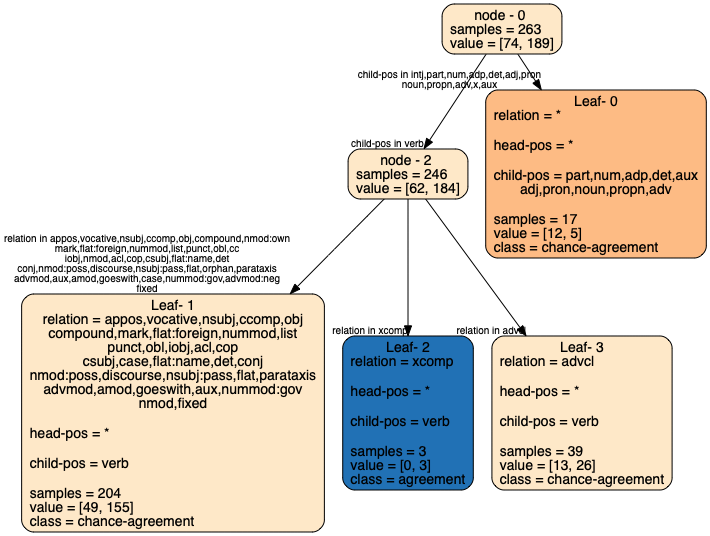 node - 0
samples = 263
value = [74, 189]
child-pos in intj,part,num,adp,det,adj,pron
noun,propn,adv,x,aux
Leaf- 0
relation = *
head-pos = *
child-pos = part,num,adp,det,aux
adj,pron,noun,propn,adv
samples = 17
value = [12, 5]
class = chance-agreement
child-pos in verb
node - 2
samples = 246
value = [62, 184]
relation in appos,vocative,nsubj,ccomp,obj,compound,nmod:own
mark,flat:foreign,nummod,list,punct,obl,cc
iobj,nmod,acl,cop,csubj,flat:name,det
conj,nmod:poss,discourse,nsubj:pass,flat,orphan,parataxis
advmod,aux,amod,goeswith,case,nummod:gov,advmod:neg
fixed
Leaf- 1
relation = appos,vocative,nsubj,ccomp,obj
compound,mark,flat:foreign,nummod,list
punct,obl,iobj,acl,cop
csubj,case,flat:name,det,conj
nmod:poss,discourse,nsubj:pass,flat,parataxis
advmod,amod,goeswith,aux,nummod:gov
nmod,fixed
head-pos = *
child-pos = verb
samples = 204
value = [49, 155]
class = chance-agreement
relation in xcomp
Leaf- 2
relation = xcomp
head-pos = *
child-pos = verb
samples = 3
value = [0, 3]
class = agreement
relation in advcl
Leaf- 3
relation = advcl
head-pos = *
child-pos = verb
samples = 39
value = [13, 26]
class = chance-agreement